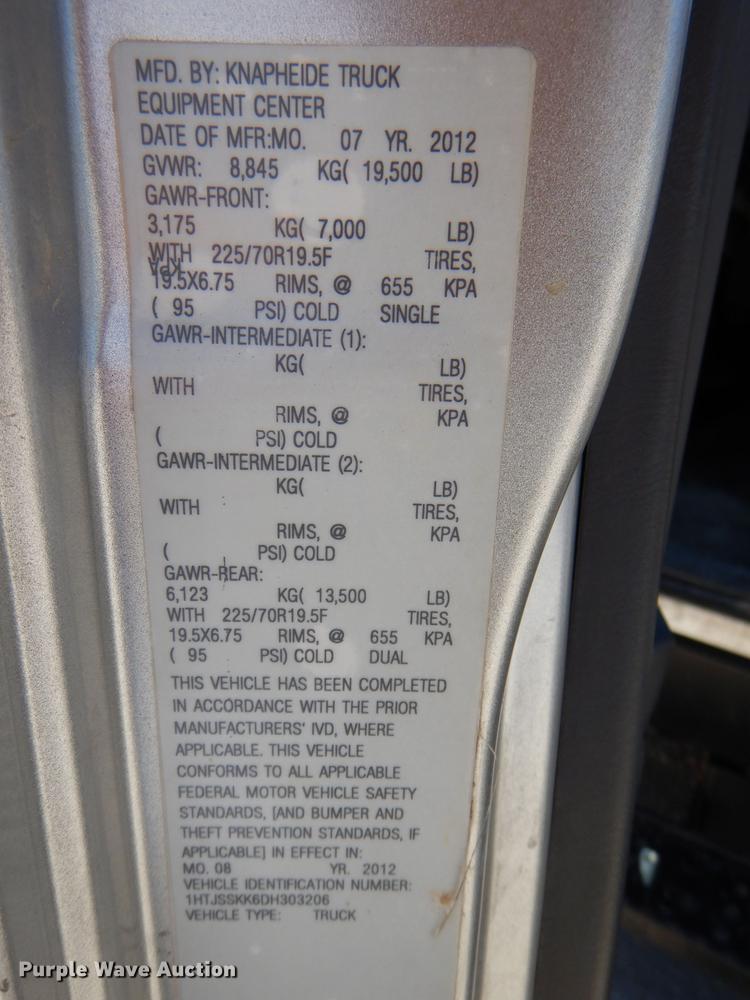 MFD. BY: KNAPHEIDE TRUCK
EQUIPMENT CENTER
DATE OF MFR:MO. 07 YR. 2012
GVWR: 8,845 KG( 19,500 LB)
GAWR-FRONT:
3,175 KG( 7,000 LB)
WITH 225/70R19.5F TIRES,
KPA
19.5X6.75 RIMS, @ 655 KPA
( 95 PSI) COLD SINGLE
GAWR-INTERMEDIATE (1):
KG( LB)
WITH TIRES,
RIMS, @ KPA
( PSI) COLD
GAWR-INTERMEDIATE (2):
KG( LB)
WITH TIRES,
RIMS, @ KPA
( PSI) COLD
GAWR-REAR:
6,123 KG( 13,500 LB)
WITH 225/70R19.5F TIRES,
19.5X6.75 RIMS, @ 655 KPA
( 95 PSI) COLD DUAL
THIS VEHICLE HAS BEEN COMPLETED
IN ACCORDANCE WITH THE PRIOR
MANUFACTURERS' IVD, WHERE
APPLICABLE. THIS VEHICLE
CONFORMS TO ALL APPLICABLE
FEDERAL MOTOR VEHICLE SAFETY
STANDARDS, [AND BUMPER AND
THEFT PREVENTION STANDARDS, IF
APPLICABLE] IN EFFECT IN:
MO. 08 YR. 2012
VEHICLE IDENTIFICATION NUMBER:
1HTJSSKK6DH303206
VEHICLE TYPE: TRUCK
Purple Wave Auction